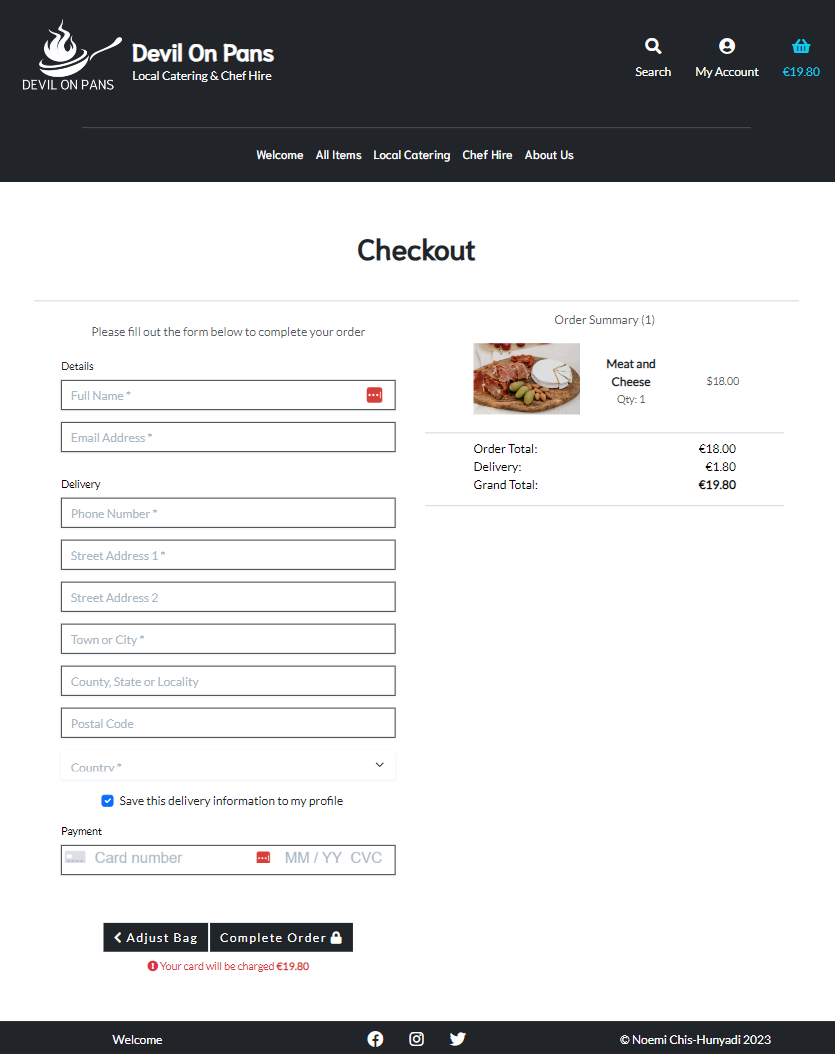 DEVIL ON PANS
Devil On Pans
Local Catering & Chef Hire
Search
My Account
€19.80
Welcome
All Items
Local Catering
Chef Hire
About Us
Checkout
Please fill out the form below to complete your order
Details
Full Name *
Email Address *
Delivery
Phone Number *
Street Address 1 *
Street Address 2
Town or City *
County, State or Locality
Postal Code
Country *
Save this delivery information to my profile
Payment
Card number MM / YY CVC
Adjust Bag
Complete Order
Your card will be charged €19.80
Order Summary (1)
Meat and
Cheese
Qty: 1
$18.00
Order Total: €18.00
Delivery: €1.80
Grand Total: €19.80
Welcome
© Noemi Chis-Hunyadi 2023